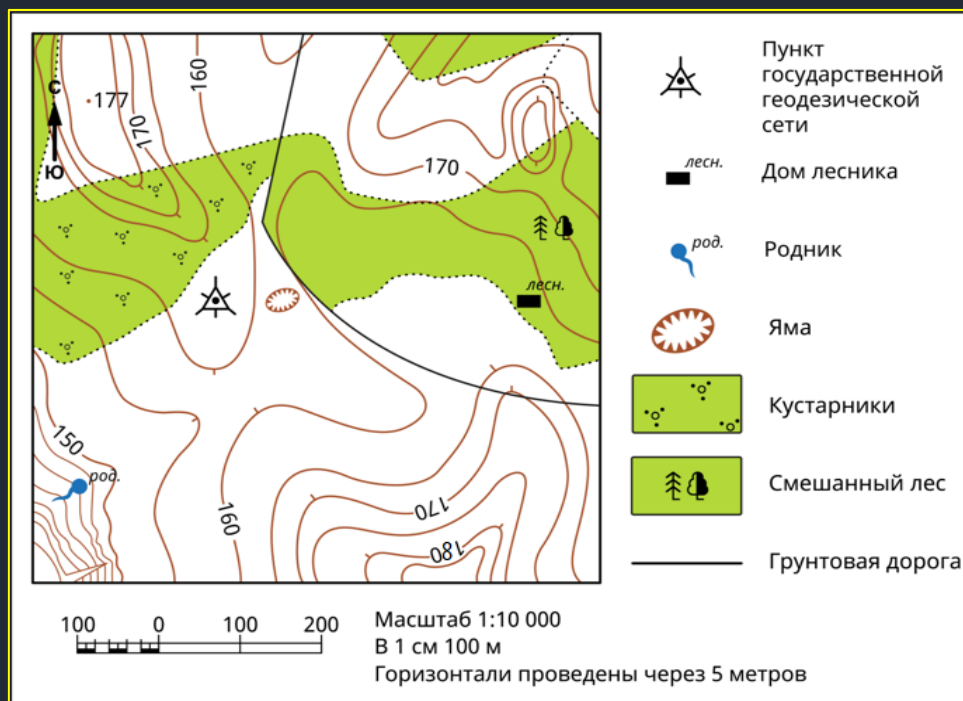 С
Ю
177
170
160
170
лесн.
150
род.
160
170
180
Пункт
государственной
геодезической
сети
лесн.
Дом лесника
род.
Родник
Яма
Кустарники
Смешанный лес
Грунтовая дорога
100 0 100 200
Масштаб 1:10 000
В 1 см 100 м
Горизонтали проведены через 5 метров